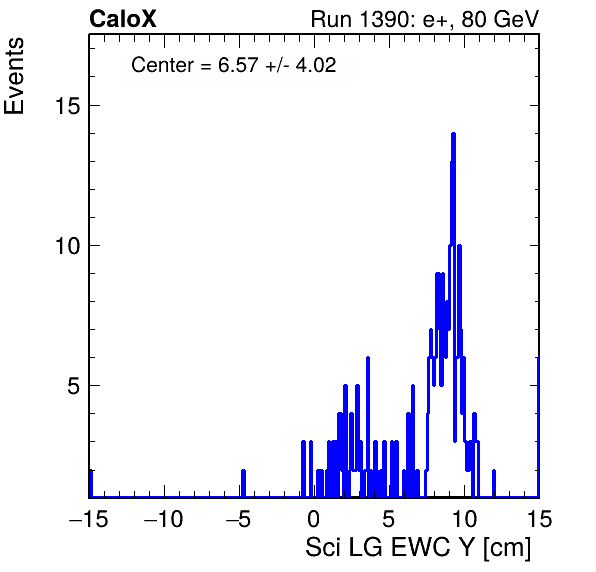 CaloX Run 1390: e+, 80 GeV
Center = 6.57 +/- 4.02
Events
15
10
5
−15 −10 −5 0 5 10 15
Sci LG EWC Y [cm]